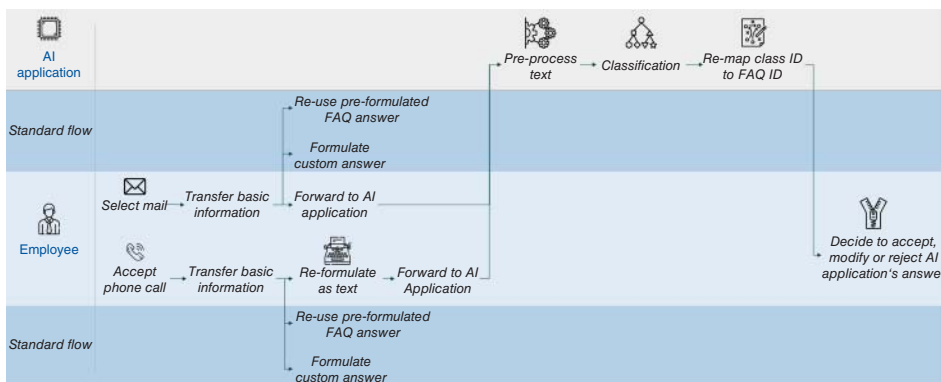 AI
application
Pre-process
text
Classification
Re-map class ID
to FAQ ID
Standard flow
Re-use pre-formulated
FAQ answer
Formulate
custom answer
Employee
Select mail
Transfer basic
information
Forward to AI
application
Accept
phone call
Transfer basic
information
Re-formulate
as text
Forward to AI
Application
Decide to accept,
modify or reject AI
application‘s answer
Standard flow
Re-use pre-formulated
FAQ answer
Formulate
custom answer